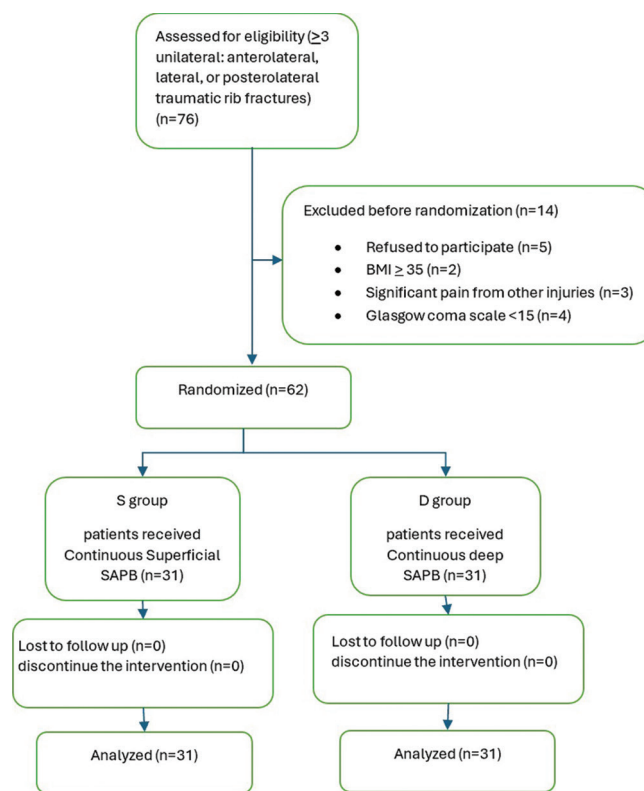 Assessed for eligibility (≥3
unilateral: anterolateral,
lateral, or posterolateral
traumatic rib fractures)
(n=76)
Excluded before randomization (n=14)
• Refused to participate (n=5)
• BMI ≥ 35 (n=2)
• Significant pain from other injuries (n=3)
• Glasgow coma scale <15 (n=4)
Randomized (n=62)
S group
patients received
Continuous Superficial
SAPB (n=31)
D group
patients received
Continuous deep
SAPB (n=31)
Lost to follow up (n=0)
discontinue the intervention (n=0)
Lost to follow up (n=0)
discontinue the intervention (n=0)
Analyzed (n=31)
Analyzed (n=31)